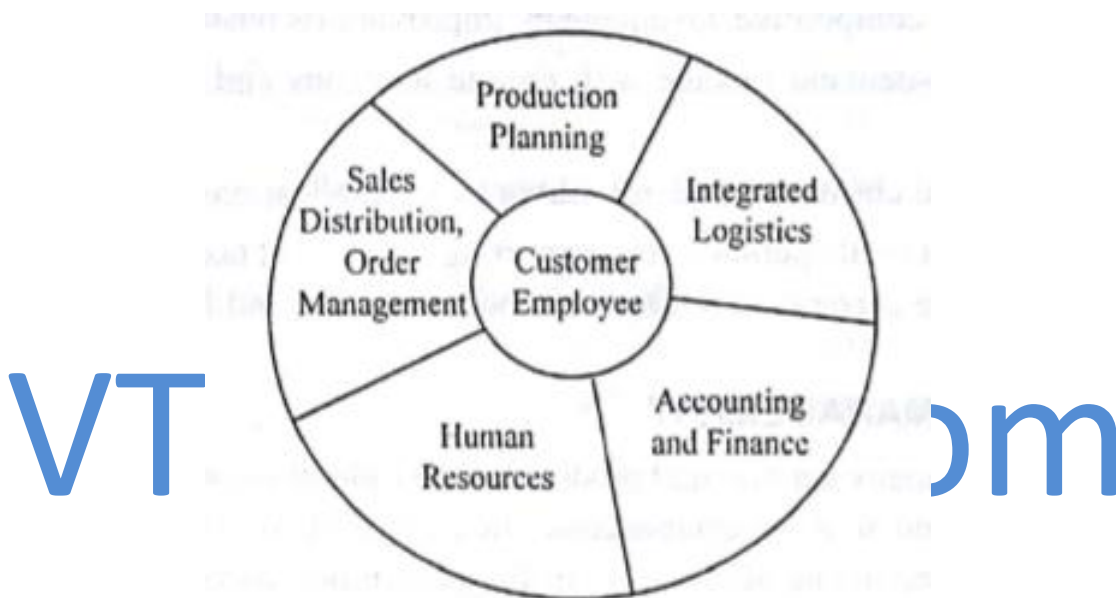 Production
Planning
Integrated
Logistics
Accounting
and Finance
Human
Resources
Sales
Distribution,
Order
Management
Customer
Employee
VT
om